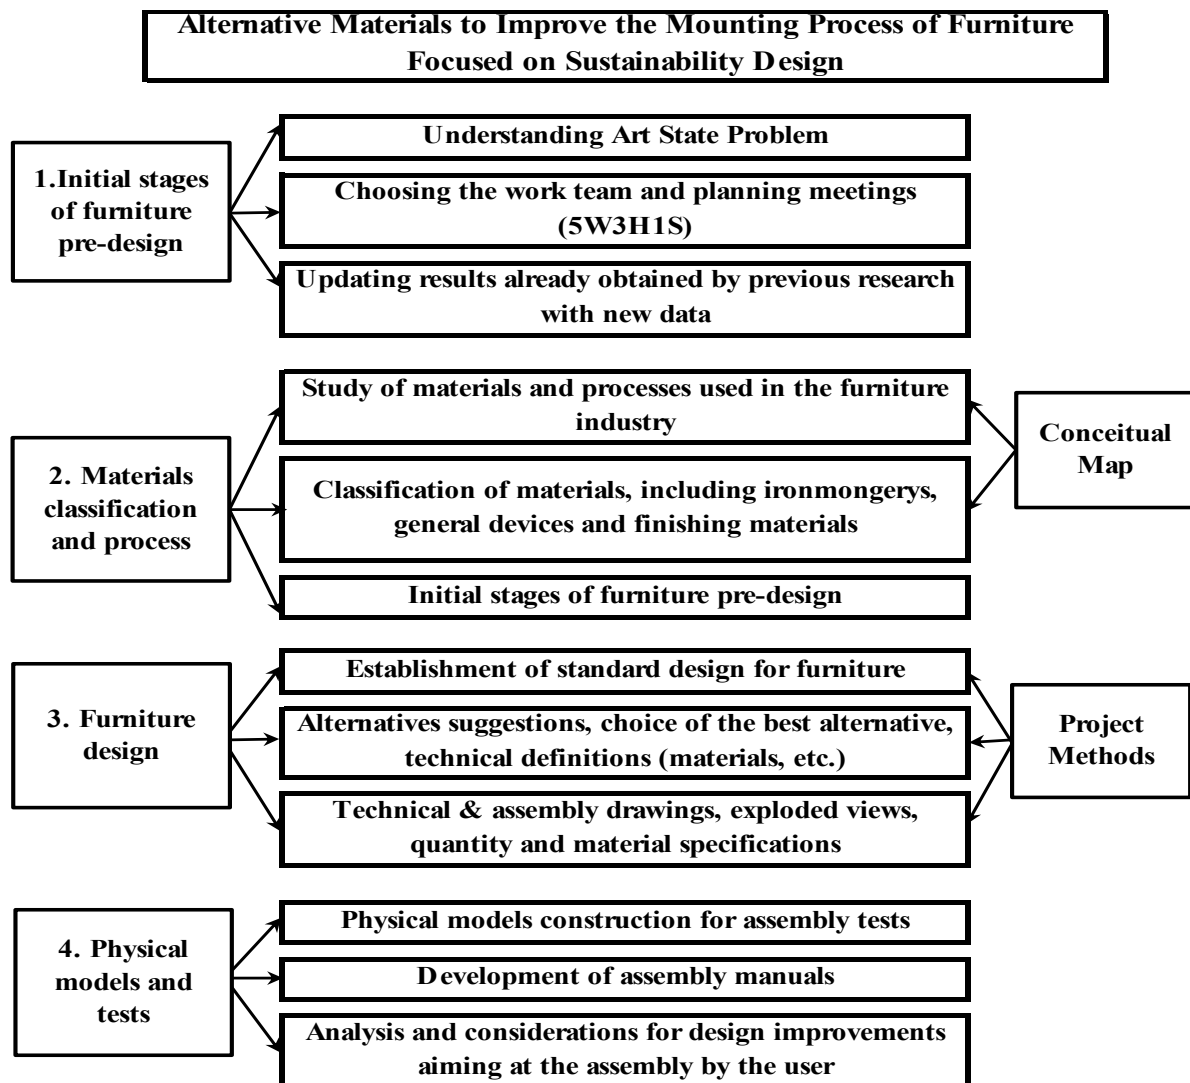 Alternative Materials to Improve the Mounting Process of Furniture
Focused on Sustainability Design
1.Initial stages
of furniture
pre-design
Understanding Art State Problem
Choosing the work team and planning meetings
(5W3H1S)
Updating results already obtained by previous research
with new data
2. Materials
classification
and process
Study of materials and processes used in the furniture
industry
Classification of materials, including ironmongerys,
general devices and finishing materials
Initial stages of furniture pre-design
Conceitual
Map
3. Furniture
design
Establishment of standard design for furniture
Alternatives suggestions, choice of the best alternative,
technical definitions (materials, etc.)
Technical & assembly drawings, exploded views,
quantity and material specifications
Project
Methods
4. Physical
models and
tests
Physical models construction for assembly tests
Development of assembly manuals
Analysis and considerations for design improvements
aiming at the assembly by the user